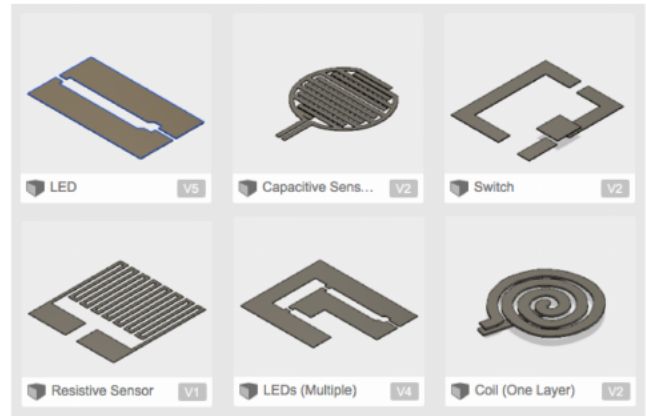 LED V5
Capacitive Sens... V2
Switch V2
Resistive Sensor V1
LEDs (Multiple) V4
Coil (One Layer) V2